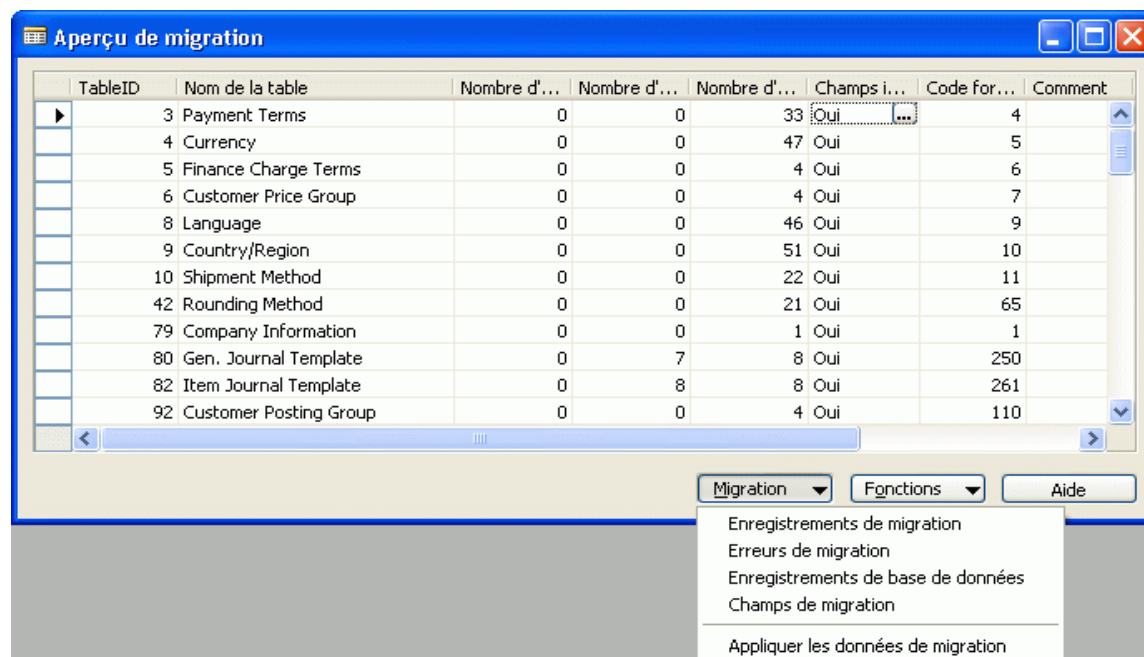 Aperçu de migration
TableID Nom de la table Nombre d'... Nombre d'... Nombre d'... Champs i... Code for... Comment
3 Payment Terms 0 0 33 Oui ... 4
4 Currency 0 0 47 Oui 5
5 Finance Charge Terms 0 0 4 Oui 6
6 Customer Price Group 0 0 4 Oui 7
8 Language 0 0 46 Oui 9
9 Country/Region 0 0 51 Oui 10
10 Shipment Method 0 0 22 Oui 11
42 Rounding Method 0 0 21 Oui 65
79 Company Information 0 0 1 Oui 1
80 Gen. Journal Template 0 7 8 Oui 250
82 Item Journal Template 0 8 8 Oui 261
92 Customer Posting Group 0 0 4 Oui 110
Migration Fonctions Aide
Enregistrements de migration
Erreurs de migration
Enregistrements de base de données
Champs de migration
Appliquer les données de migration